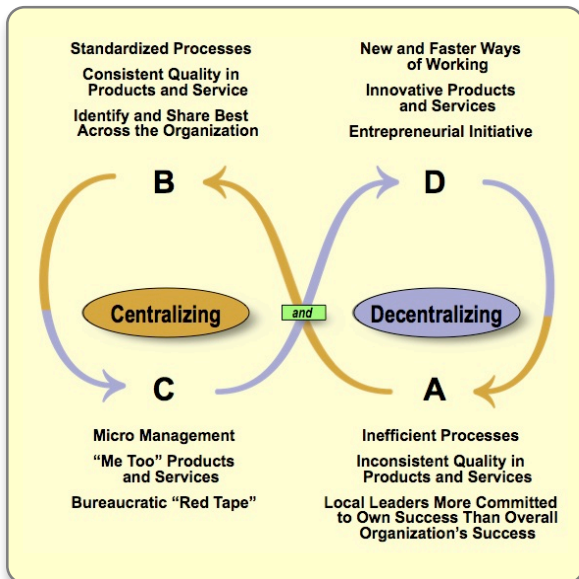 Standardized Processes
Consistent Quality in
Products and Service
Identify and Share Best
Across the Organization
B
New and Faster Ways
of Working
Innovative Products
and Services
Entrepreneurial Initiative
D
Centralizing
and
Decentralizing
C
Micro Management
“Me Too” Products
and Services
Bureaucratic “Red Tape”
A
Inefficient Processes
Inconsistent Quality in
Products and Services
Local Leaders More Committed
to Own Success Than Overall
Organization’s Success